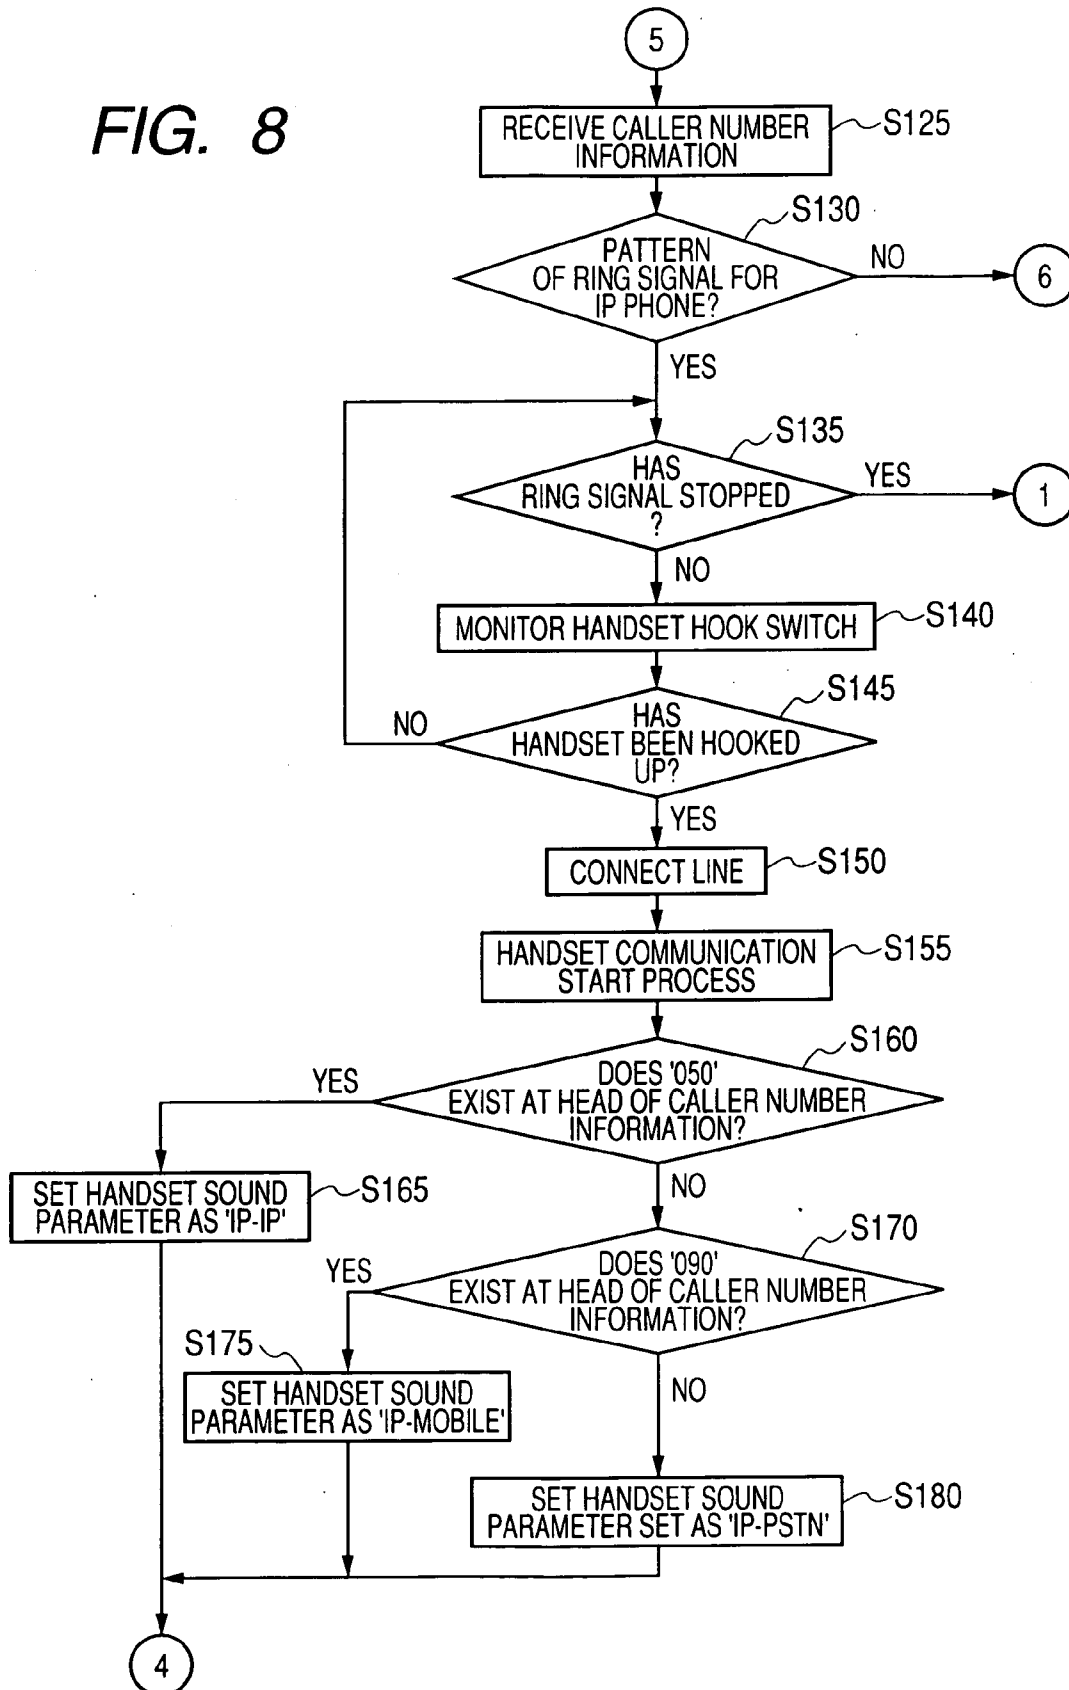 5
FIG. 8
RECEIVE CALLER NUMBER
INFORMATION
S125
S130
PATTERN
OF RING SIGNAL FOR
IP PHONE?
NO
6
YES
S135
HAS
RING SIGNAL STOPPED
?
YES
1
NO
MONITOR HANDSET HOOK SWITCH
S140
S145
HAS
HANDSET BEEN HOOKED
UP?
NO
YES
CONNECT LINE
S150
HANDSET COMMUNICATION
START PROCESS
S155
S160
DOES '050'
EXIST AT HEAD OF CALLER NUMBER
INFORMATION?
YES
NO
SET HANDSET SOUND
PARAMETER AS 'IP-IP'
S165
S170
DOES '090'
EXIST AT HEAD OF CALLER NUMBER
INFORMATION?
YES
NO
S175
SET HANDSET SOUND
PARAMETER AS 'IP-MOBILE'
SET HANDSET SOUND
PARAMETER SET AS 'IP-PSTN'
S180
4